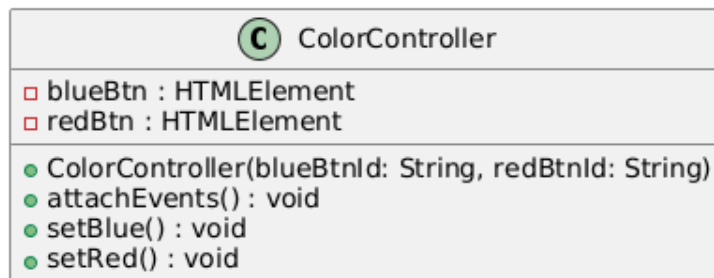 C ColorController
blueBtn : HTMLElement
redBtn : HTMLElement
ColorController(blueBtnId: String, redBtnId: String)
attachEvents() : void
setBlue() : void
setRed() : void